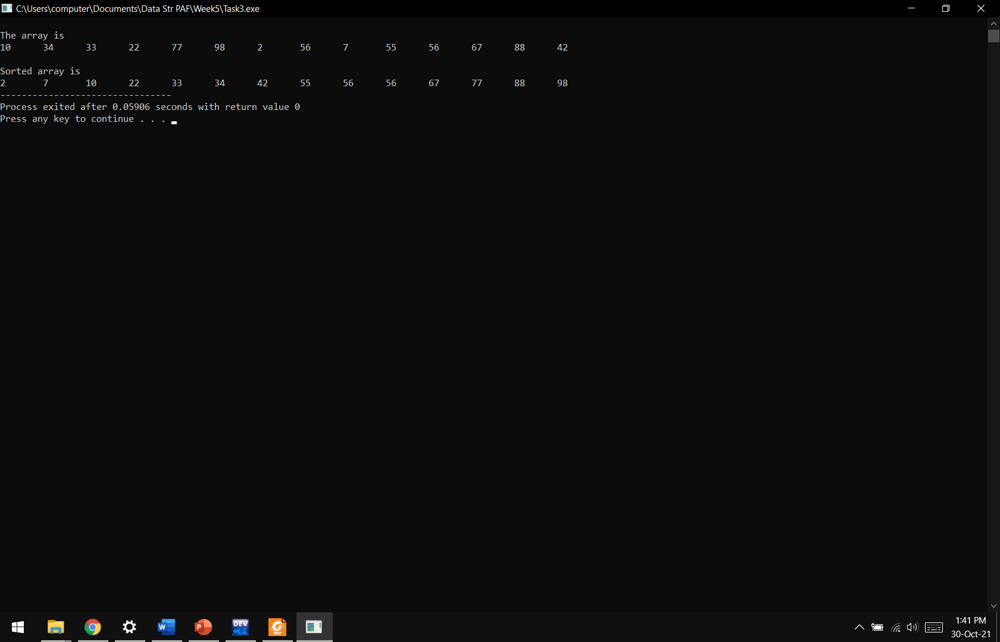 C:\Users\computer\Documents\Data Str PAF\Week5\Task3.exe
The array is
10 34 33 22 77 98 2 56 7 55 56 67 88 42
Sorted array is
2 7 10 22 33 34 42 55 56 56 67 77 88 98
--------------------------------
Process exited after 0.05906 seconds with return value 0
Press any key to continue . . .
W
P
DEV
C++
PDF
1:41 PM
30-Oct-21